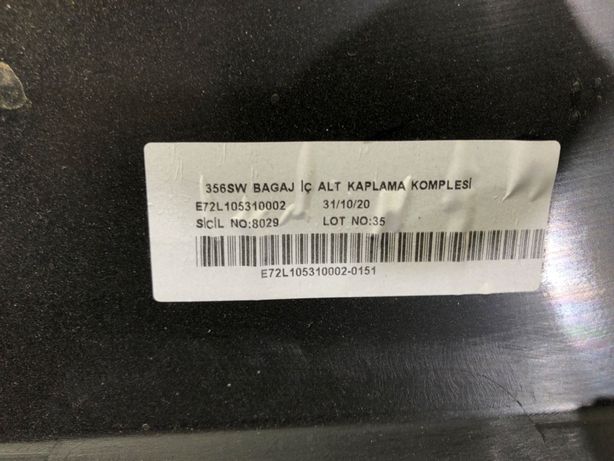 356SW BAGAJ İÇ ALT KAPLAMA KOMPLESİ
E72L105310002 31/10/20
SİCİL NO:8029 LOT NO:35
E72L105310002-0151